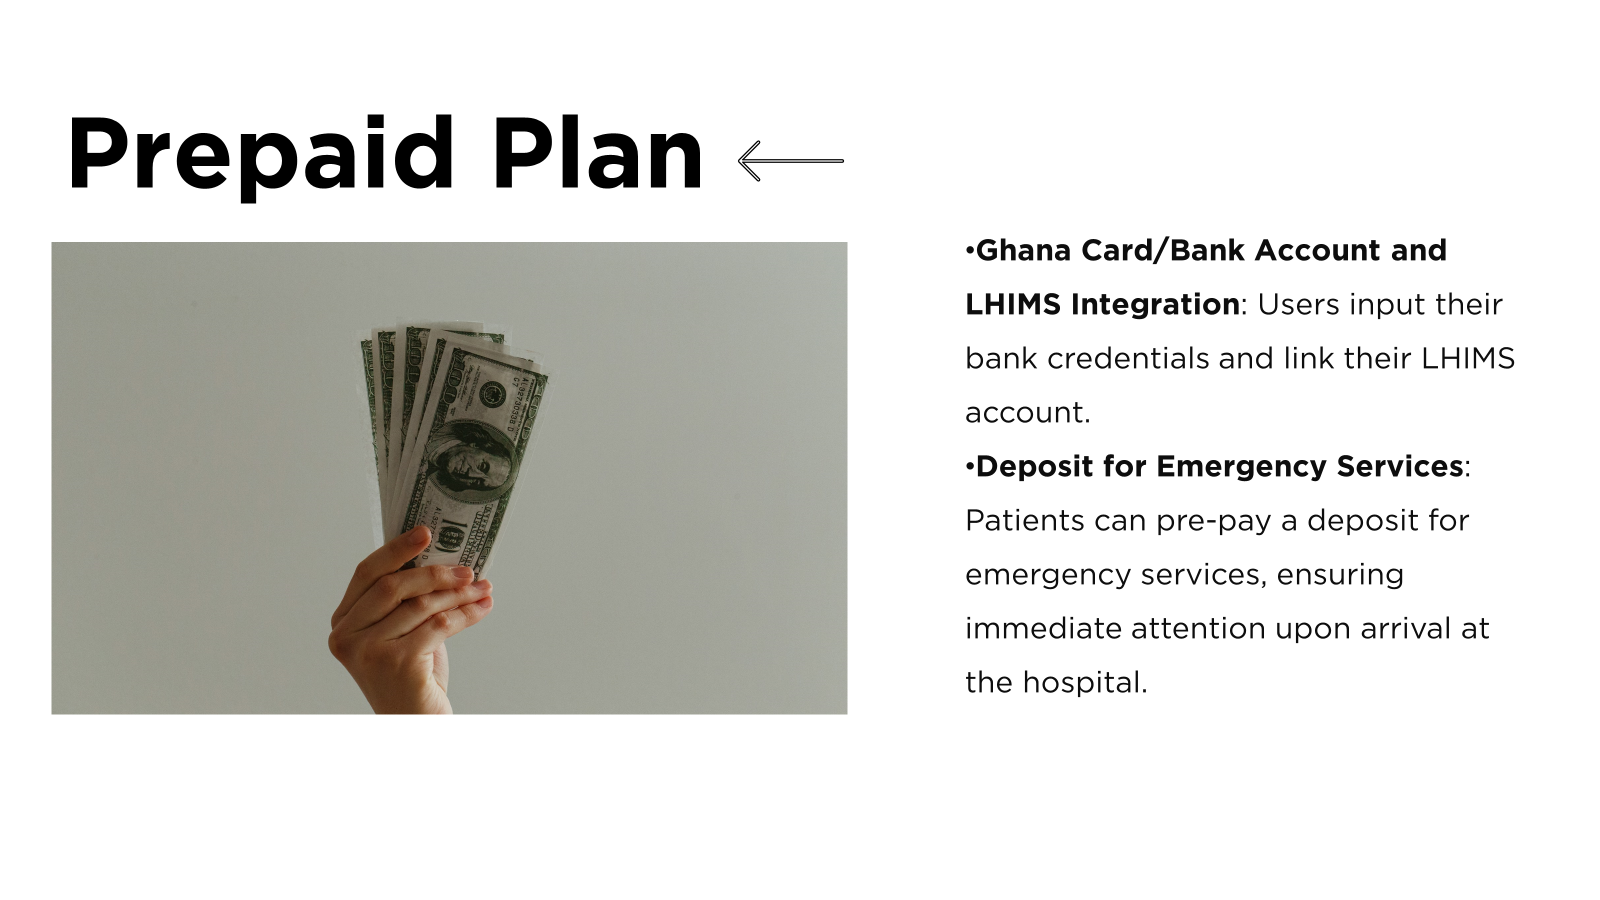 Prepaid Plan
•Ghana Card/Bank Account and
LHIMS Integration: Users input their
bank credentials and link their LHIMS
account.
•Deposit for Emergency Services:
Patients can pre-pay a deposit for
emergency services, ensuring
immediate attention upon arrival at
the hospital.